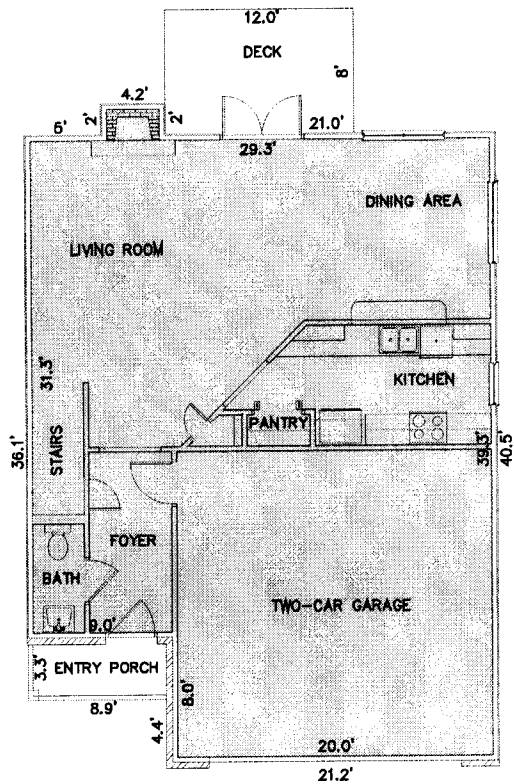 12.0'
DECK
8'
4.2'
2'
2'
5'
21.0'
29.3'
DINING AREA
LIVING ROOM
31.3'
KITCHEN
PANTRY
STAIRS
36.1'
39.3'
40.5'
FOYER
BATH
TWO-CAR GARAGE
9.0'
3.3'
ENTRY PORCH
8.0'
8.9'
4.4'
20.0'
21.2'